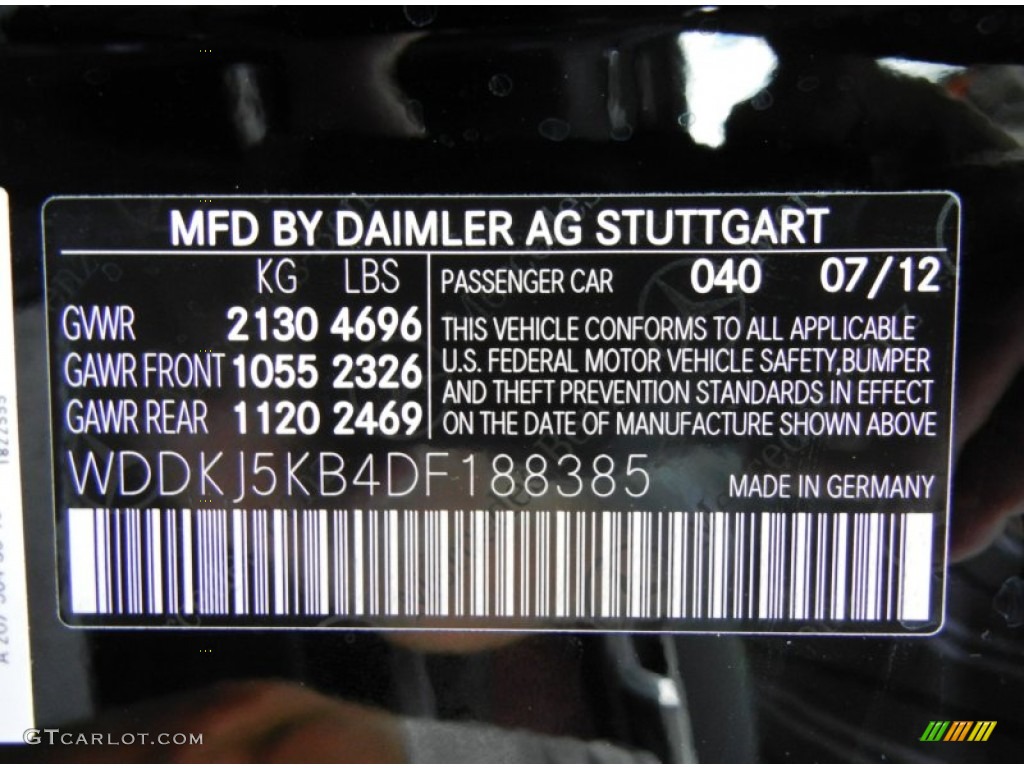 MFD BY DAIMLER AG STUTTGART
KG LBS
GVWR 2130 4696
GAWR FRONT 1055 2326
GAWR REAR 1120 2469
PASSENGER CAR 040 07/12
THIS VEHICLE CONFORMS TO ALL APPLICABLE
U.S. FEDERAL MOTOR VEHICLE SAFETY,BUMPER
AND THEFT PREVENTION STANDARDS IN EFFECT
ON THE DATE OF MANUFACTURE SHOWN ABOVE
WDDKJ5KB4DF188385 MADE IN GERMANY
GTCARLOT.COM